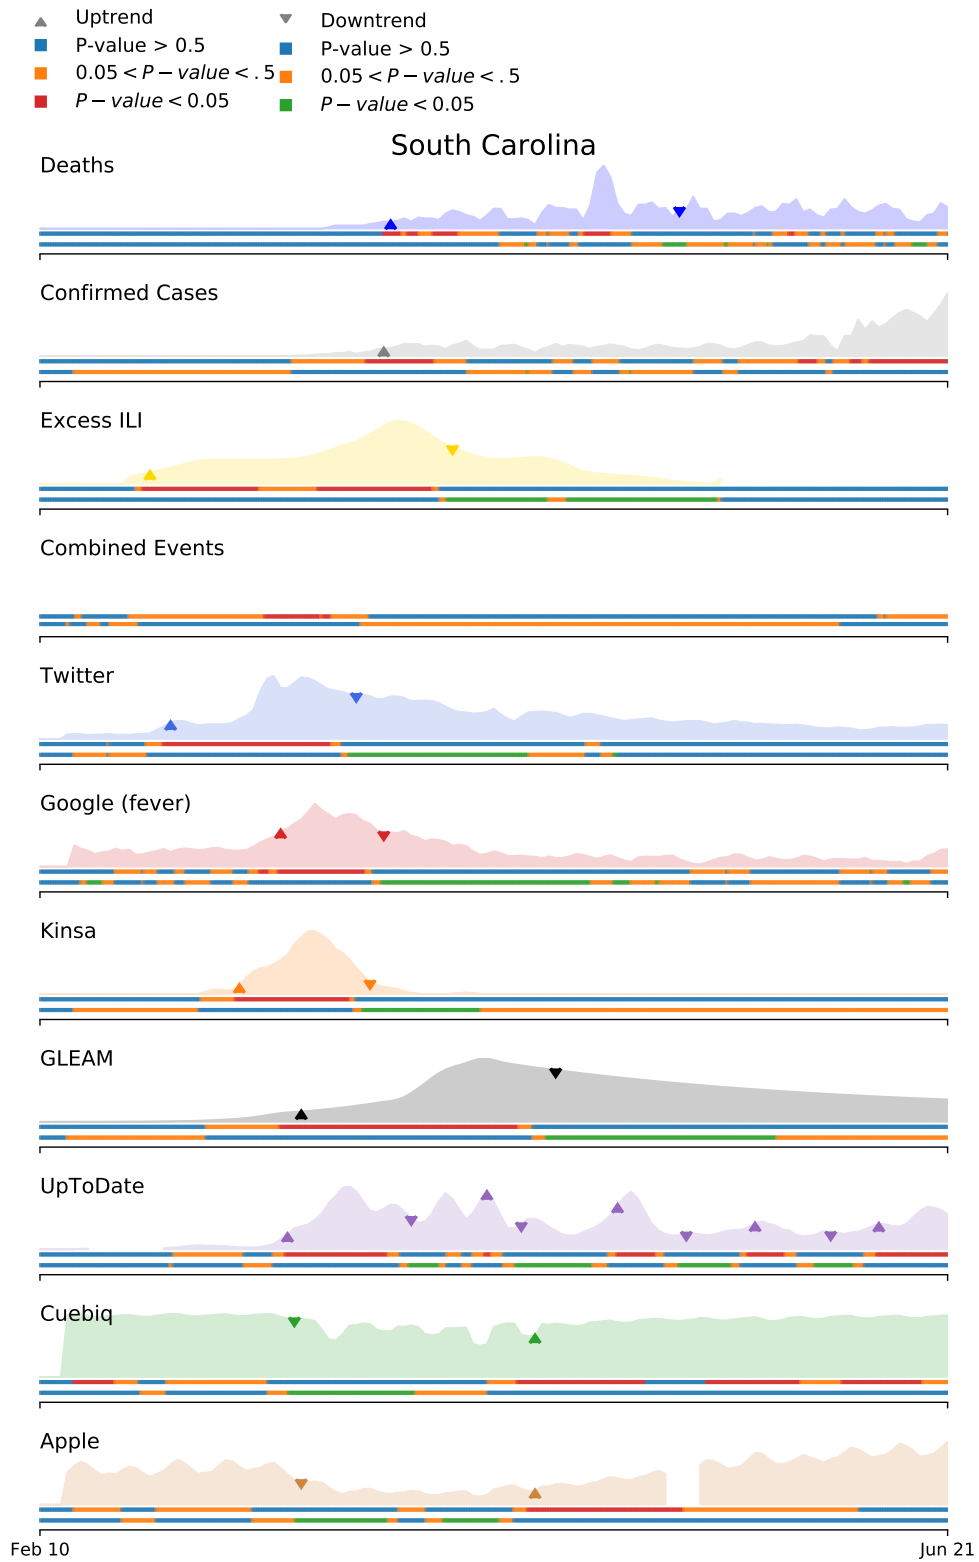 Uptrend
P-value > 0.5
0.05 < P − value < .5
P − value < 0.05
Downtrend
P-value > 0.5
0.05 < P − value < .5
P − value < 0.05
South Carolina
Deaths
Confirmed Cases
Excess ILI
Combined Events
Twitter
Google (fever)
Kinsa
GLEAM
UpToDate
Cuebiq
Apple
Feb 10
Jun 21